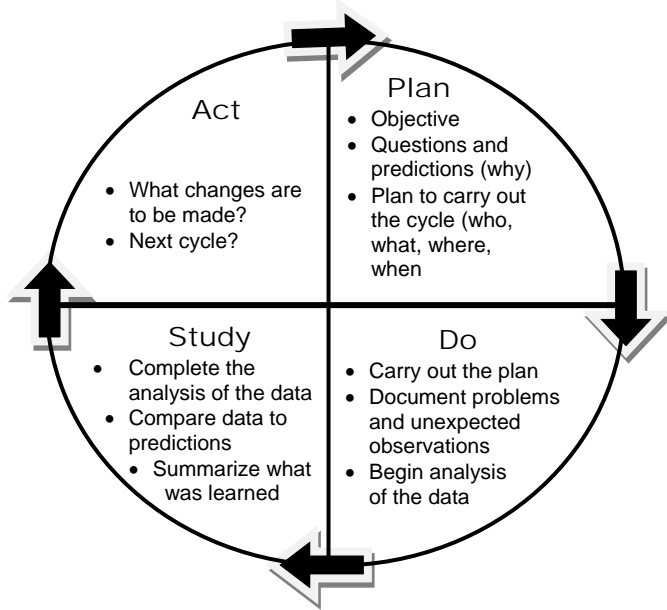 Act
• What changes are
to be made?
• Next cycle?
Plan
• Objective
• Questions and
predictions (why)
• Plan to carry out
the cycle (who,
what, where,
when
Study
• Complete the
analysis of the data
• Compare data to
predictions
• Summarize what
was learned
Do
• Carry out the plan
• Document problems
and unexpected
observations
• Begin analysis
of the data